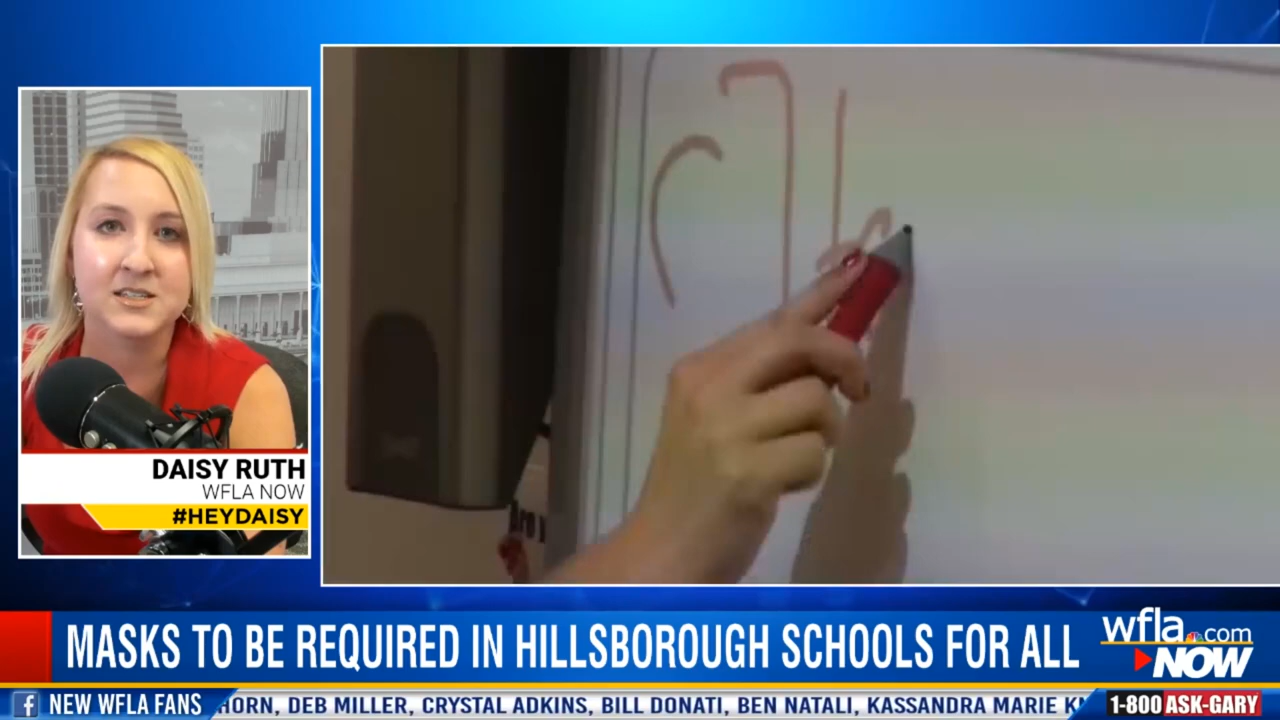 DAISY RUTH
WFLA NOW
#HEYDAISY
MASKS TO BE REQUIRED IN HILLSBOROUGH SCHOOLS FOR ALL
wfla.com
NOW
NEW WFLA FANS
HORN, DEB MILLER, CRYSTAL ADKINS, BILL DONATI, BEN NATALI, KASSANDRA MARIE K
1-800 ASK-GARY